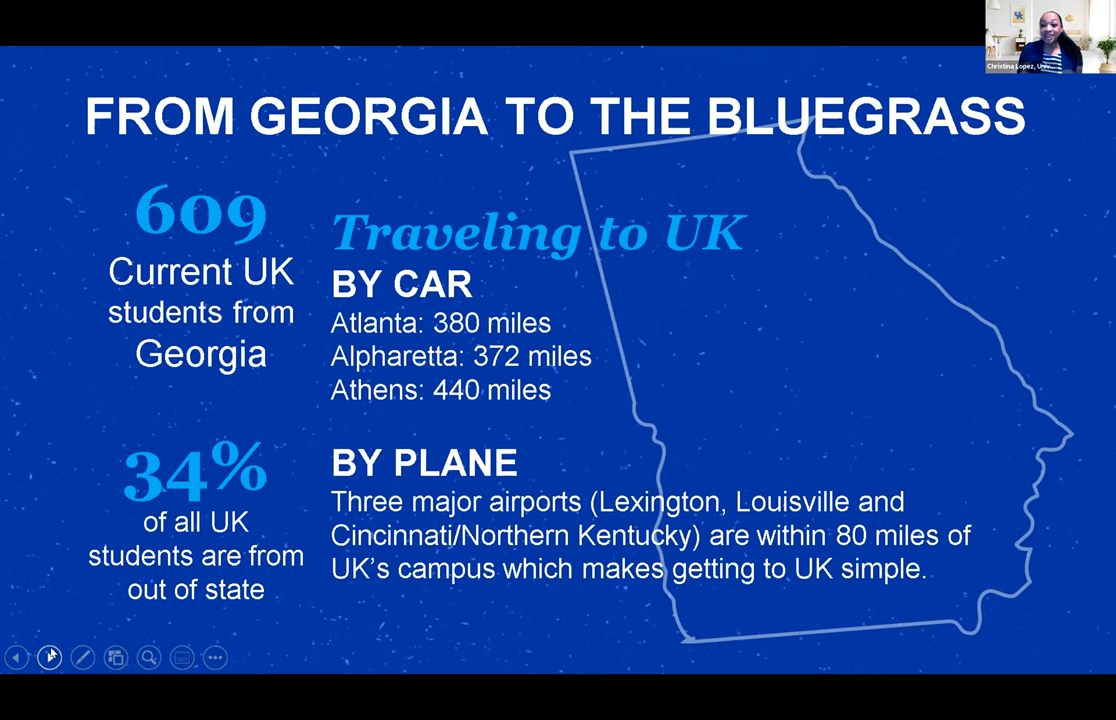 Christina Lopez, Univ...
FROM GEORGIA TO THE BLUEGRASS
609
Current UK
students from
Georgia
34%
of all UK
students are from
out of state
Traveling to UK
BY CAR
Atlanta: 380 miles
Alpharetta: 372 miles
Athens: 440 miles
BY PLANE
Three major airports (Lexington, Louisville and
Cincinnati/Northern Kentucky) are within 80 miles of
UK's campus which makes getting to UK simple.